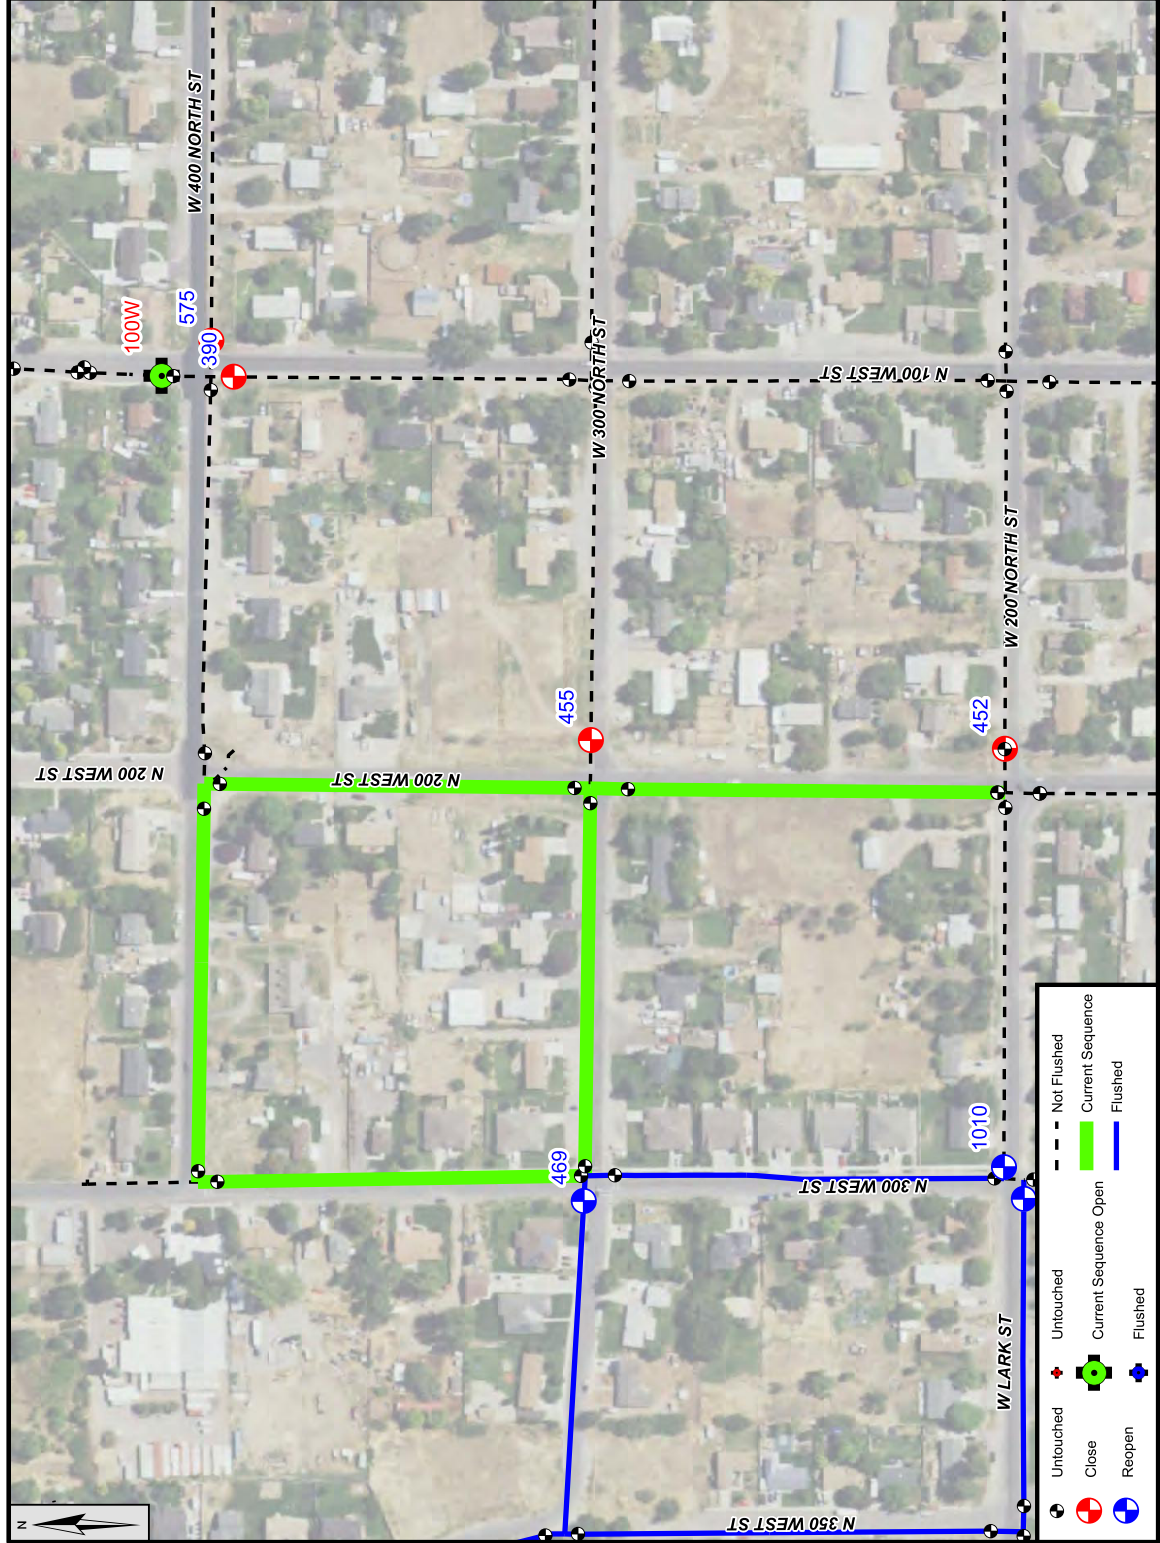 W 400 NORTH ST
100W
575
390
W 300 NORTH ST
N 100 WEST ST
W 200 NORTH ST
455
452
N 200 WEST ST
N 200 WEST ST
469
1010
N 300 WEST ST
W LARK ST
N 350 WEST ST
N
Untouched
Close
Reopen
Untouched
Current Sequence Open
Flushed
Not Flushed
Current Sequence
Flushed